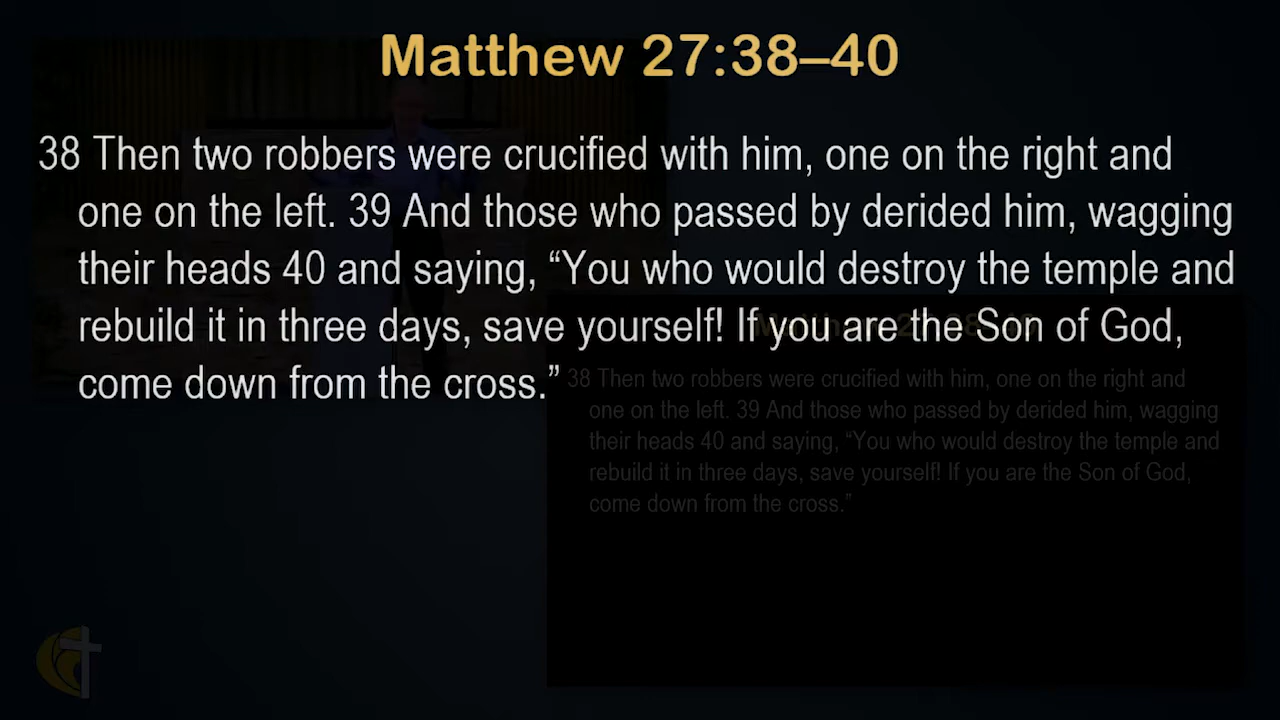 Matthew 27:38–40
38 Then two robbers were crucified with him, one on the right and
one on the left. 39 And those who passed by derided him, wagging
their heads 40 and saying, “You who would destroy the temple and
rebuild it in three days, save yourself! If you are the Son of God,
come down from the cross.”
Matthew 27:38–40
38 Then two robbers were crucified with him, one on the right and
one on the left. 39 And those who passed by derided him, wagging
their heads 40 and saying, “You who would destroy the temple and
rebuild it in three days, save yourself! If you are the Son of God,
come down from the cross.”